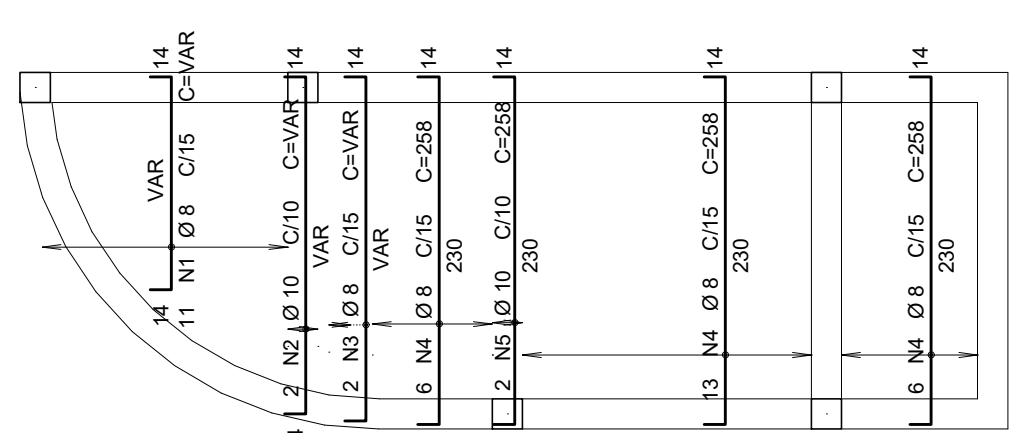 14
11 N1 Ø 8 C/15 C=VAR
VAR
14
2 N2 Ø 10 C/10 C=VAR
VAR
14
2 N3 Ø 8 C/15 C=VAR
VAR
14
6 N4 Ø 8 C/15 C=258
230
14
2 N5 Ø 10 C/10 C=258
230
14
13 N4 Ø 8 C/15 C=258
230
14
6 N4 Ø 8 C/15 C=258
230
14
14